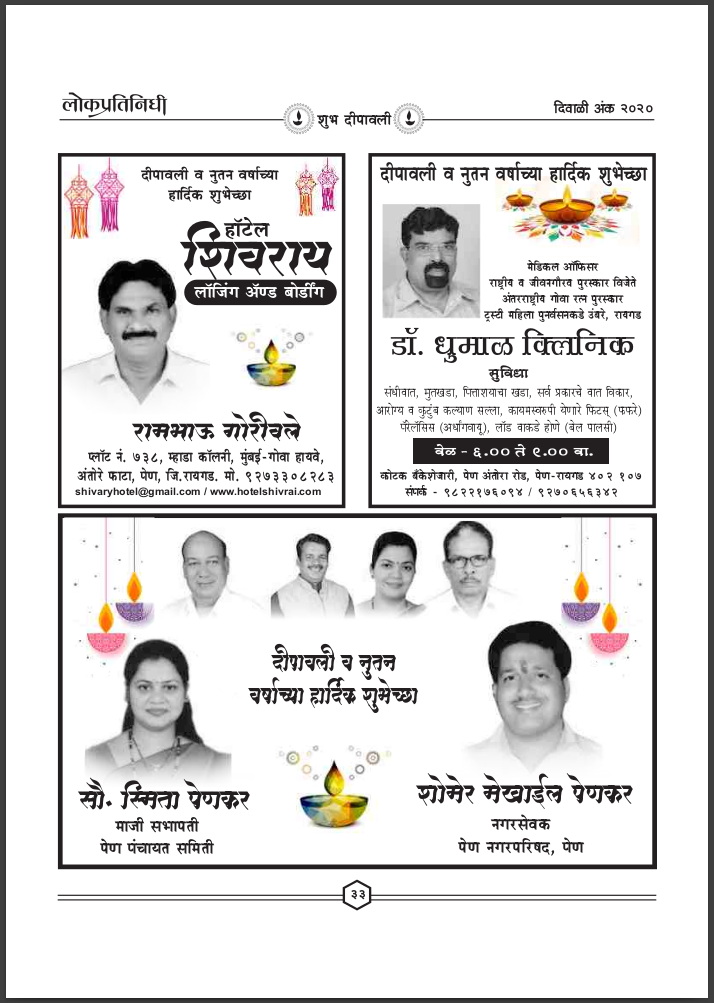 लोकप्रतिनिधी
शुभ दीपावली
दिवाळी अंक २०२०
दीपावली व नुतन वर्षाच्या
हार्दिक शुभेच्छा
हॉटेल
शिवराय
लॉजिंग ॲण्ड बोर्डींग
रामभाऊ गोरीवले
प्लॉट नं. ७३८, म्हाडा कॉलनी, मुंबई-गोवा हायवे,
अंतोरे फाटा, पेण, जि.रायगड. मो. ९२७३३०८२८३
shivaryhotel@gmail.com / www.hotelshivrai.com
दीपावली व नुतन वर्षाच्या हार्दिक शुभेच्छा
मेडिकल ऑफिसर
राष्ट्रीय व जीवनगौरव पुरस्कार विजेते
अंतरराष्ट्रीय गोवा रत्न पुरस्कार
ट्रस्टी महिला पुनर्वसनकडे उंबरे, रायगड
डॉ. धुमाळ क्लिनिक
सुविधा
संधीवात, मुतखडा, पित्ताशयाचा खडा, सर्व प्रकारचे वात विकार,
आरोग्य व कुटुंब कल्याण सल्ला, कायमस्वरुपी येणारे फिटस् (फफरे)
पॅरेलॅसिस (अर्धांगवायू), लॉड वाकडे होणे (बेल पालसी)
वेळ - ६.०० ते ९.०० वा.
कोटक बँकेशेजारी, पेण अंतोरा रोड, पेण-रायगड ४०२ १०७
संपर्क - ९८२२१७६०९४ / ९२७०६५६३४२
दीपावली व नुतन
वर्षाच्या हार्दिक शुभेच्छा
सौ. स्मिता पेणकर
माजी सभापती
पेण पंचायत समिती
शोमेर मेखाईल पेणकर
नगरसेवक
पेण नगरपरिषद, पेण
३३